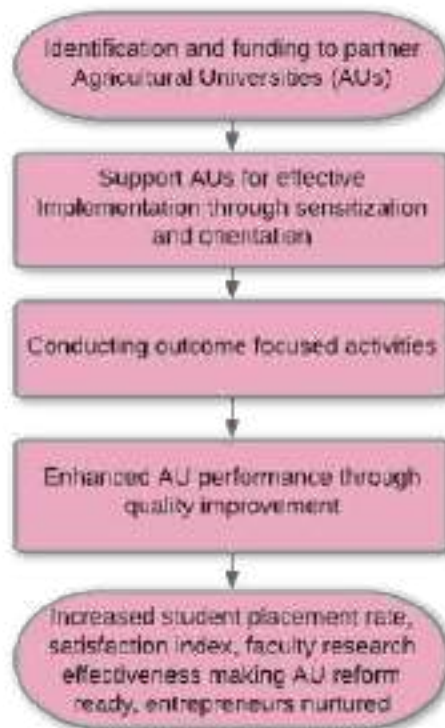 Identification and funding to partner
Agricultural Universities (AUs)
Support AUs for effective
Implementation through sensitization
and orientation
Conducting outcome focused activities
Enhanced AU performance through
quality improvement
Increased student placement rate,
satisfaction index, faculty research
effectiveness making AU reform
ready, entrepreneurs nurtured